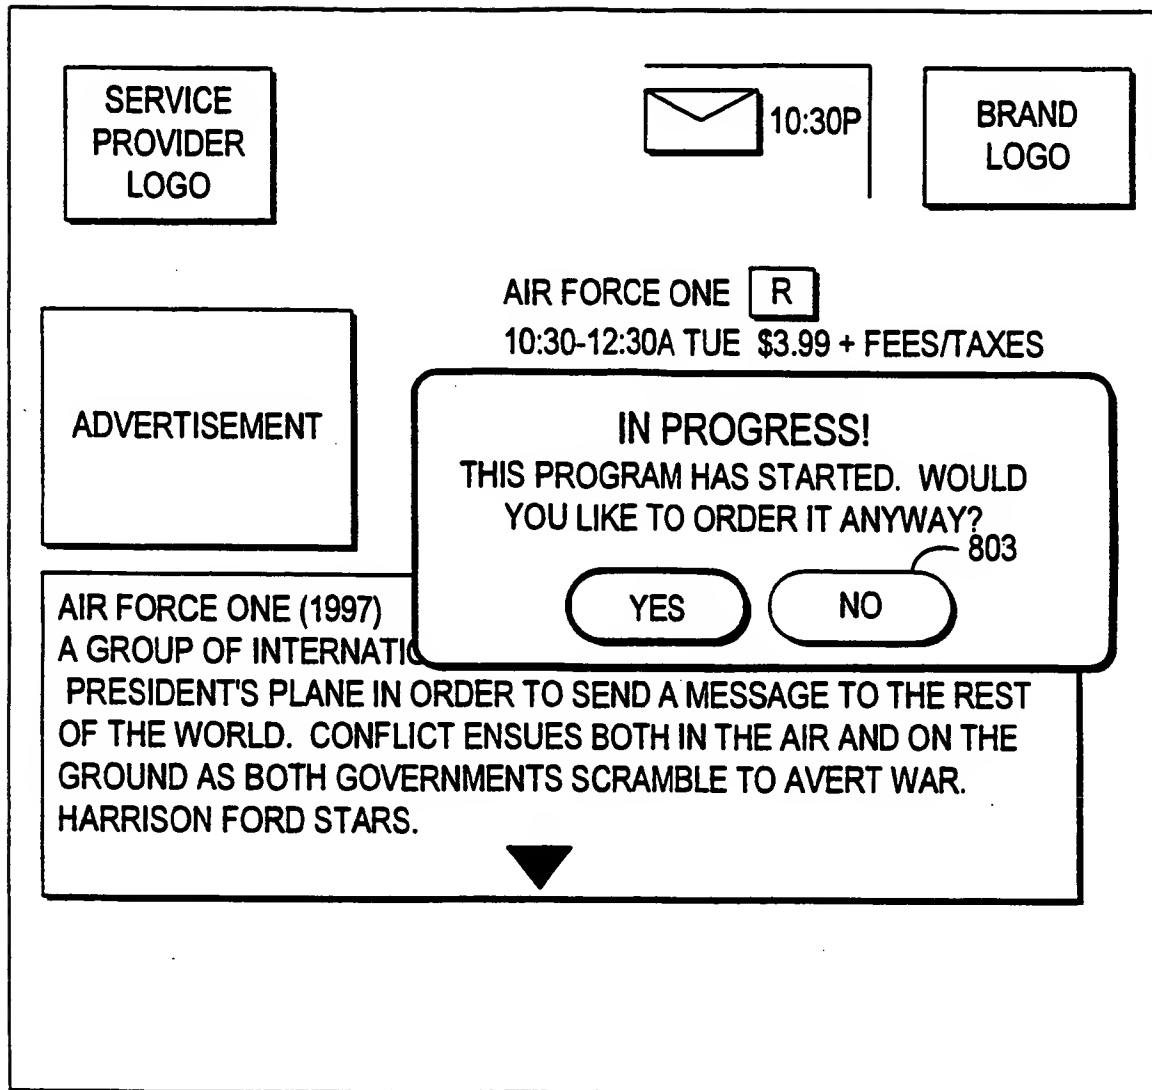 SERVICE
PROVIDER
LOGO
10:30P
BRAND
LOGO
AIR FORCE ONE R
10:30-12:30A TUE $3.99 + FEES/TAXES
ADVERTISEMENT
IN PROGRESS!
THIS PROGRAM HAS STARTED. WOULD
YOU LIKE TO ORDER IT ANYWAY?
803
YES NO
AIR FORCE ONE (1997)
A GROUP OF
PRESIDENT'S PLANE IN ORDER TO SEND A MESSAGE TO THE REST
OF THE WORLD. CONFLICT ENSUES BOTH IN THE AIR AND ON THE
GROUND AS BOTH GOVERNMENTS SCRAMBLE TO AVERT WAR.
HARRISON FORD STARS.